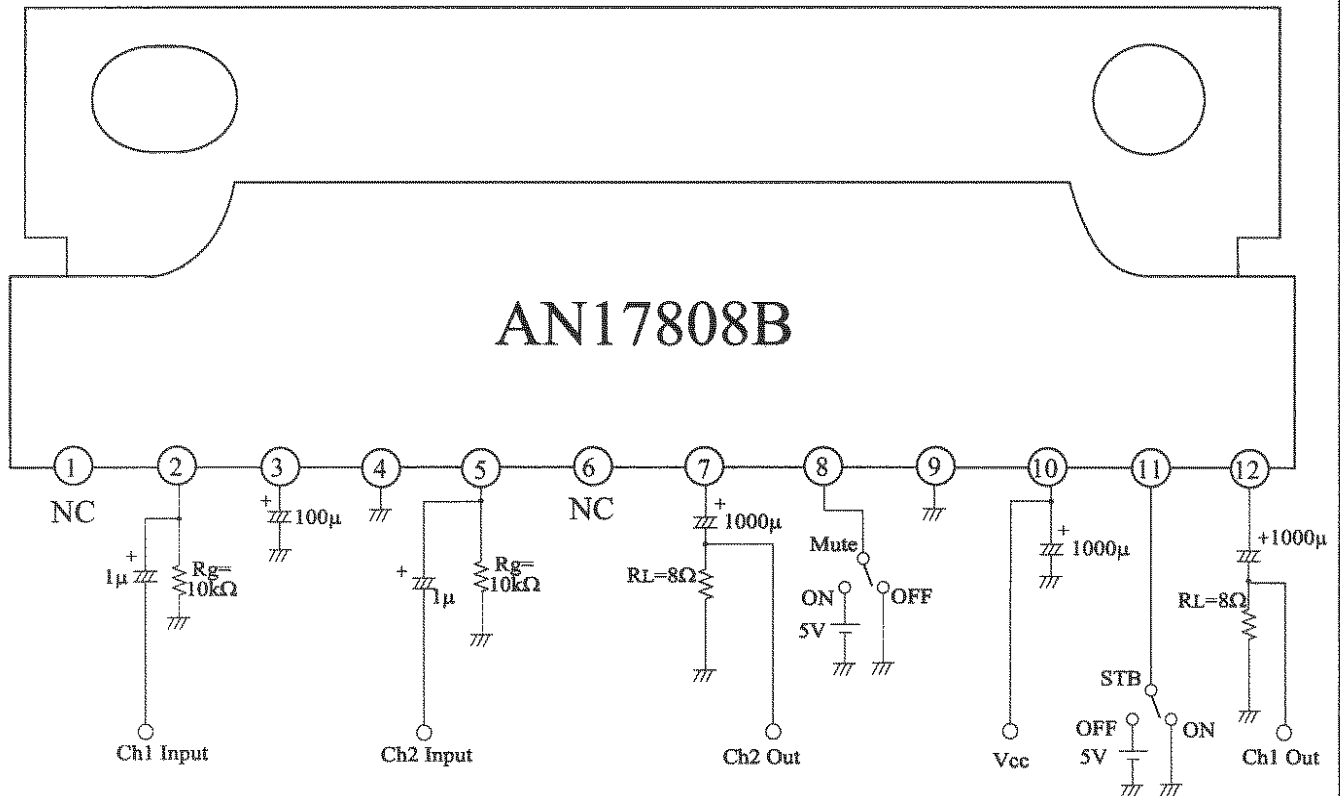 AN17808B
1 2 3 4 5 6 7 8 9 10 11 12
NC
NC
+
1μ
Rg=
10kΩ
+
100μ
+
1μ
Rg=
10kΩ
+
1000μ
RL=8Ω
Mute
ON
OFF
5V
+
1000μ
STB
OFF
ON
5V
+1000μ
RL=8Ω
Ch1 Input
Ch2 Input
Ch2 Out
Vcc
Ch1 Out